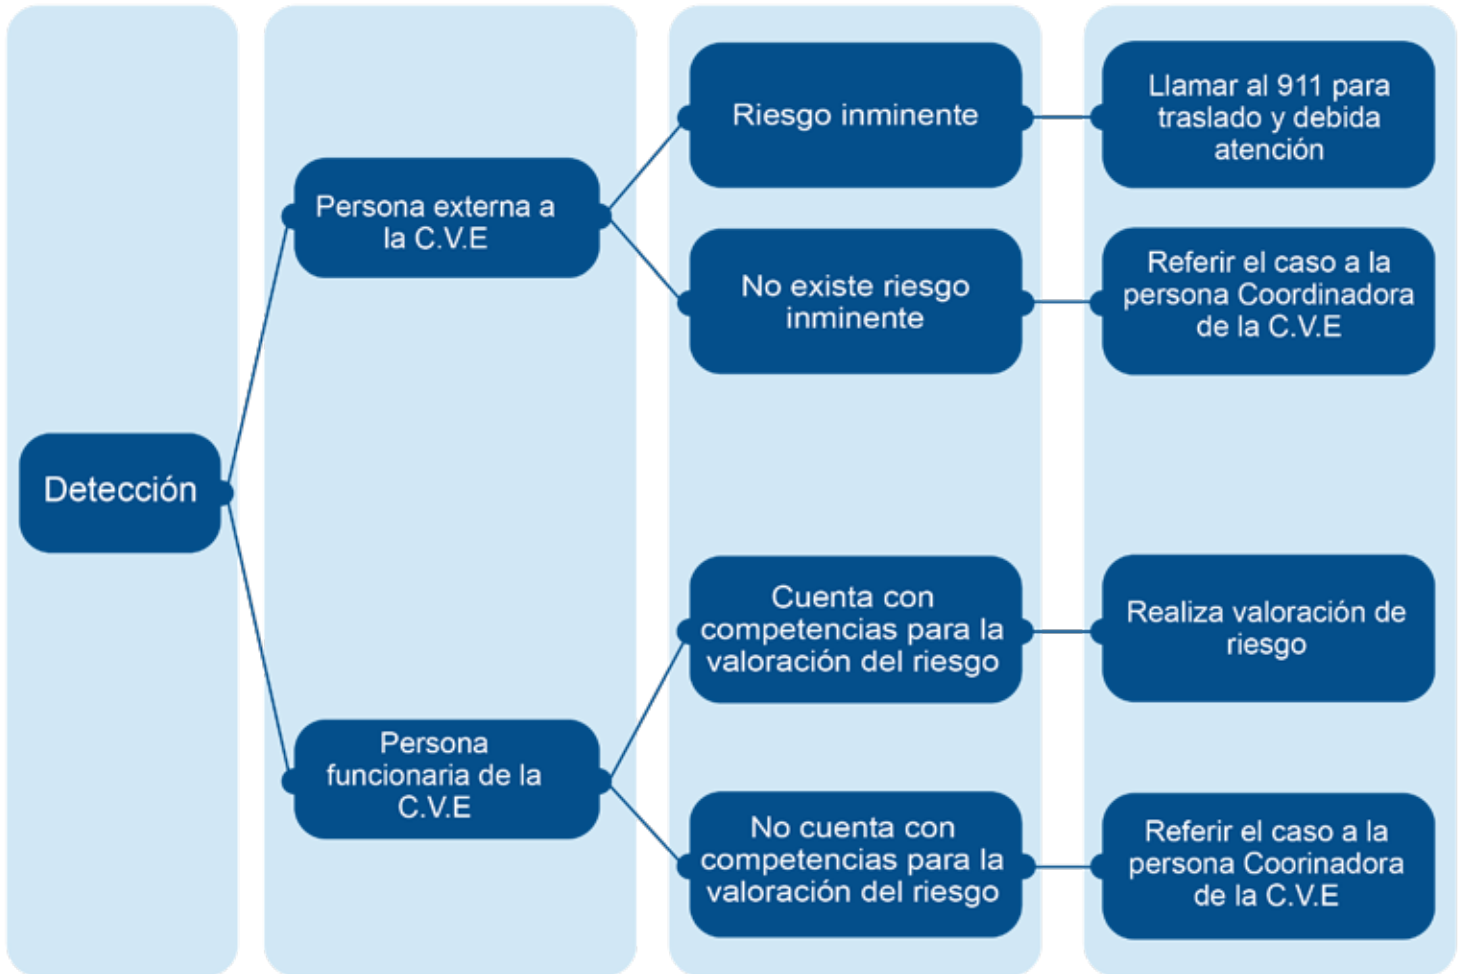 Detección
Persona externa a
la C.V.E
Riesgo inminente
Llamar al 911 para
traslado y debida
atención
No existe riesgo
inminente
Referir el caso a la
persona Coordinadora
de la C.V.E
Persona
funcionaria de la
C.V.E
Cuenta con
competencias para la
valoración del riesgo
Realiza valoración de
riesgo
No cuenta con
competencias para la
valoración del riesgo
Referir el caso a la
persona Coorinadora
de la C.V.E